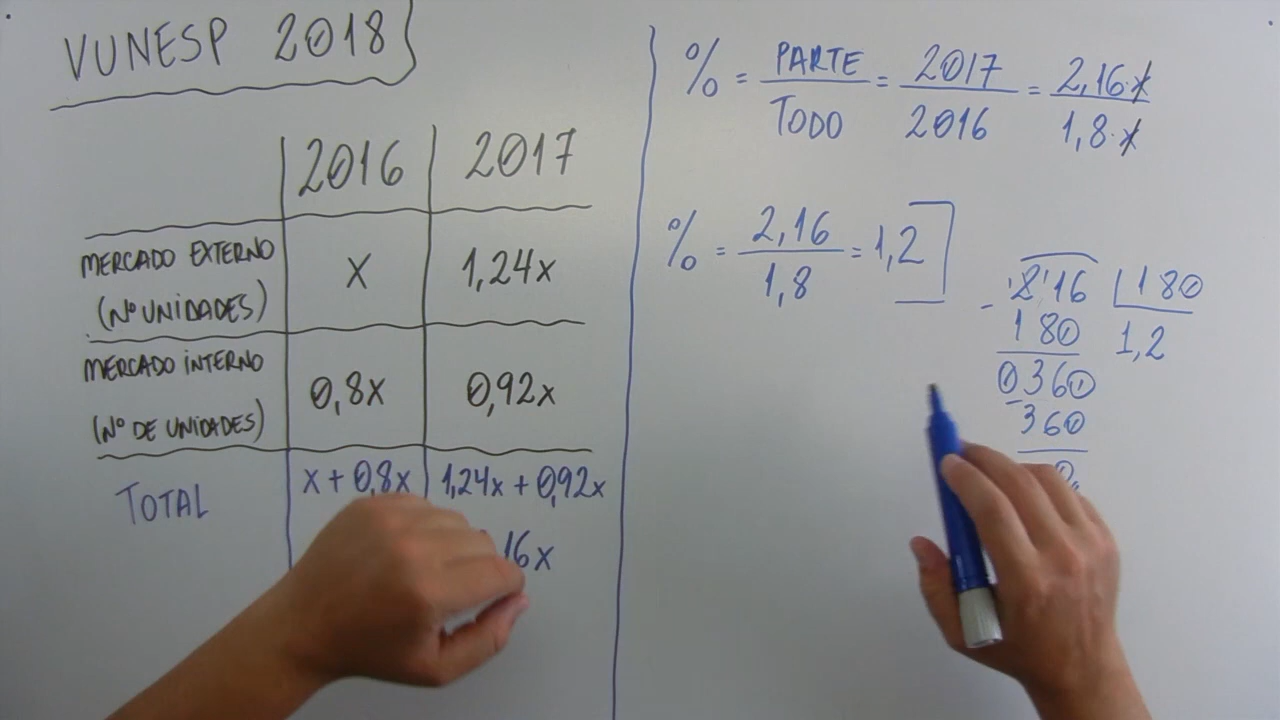 VUNESP 2018
2016 2017
MERCADO EXTERNO
(Nº UNIDADES)
X 1,24x
MERCADO INTERNO
(Nº DE UNIDADES)
0,8x 0,92x
TOTAL
x + 0,8x 1,24x + 0,92x
16x
% = PARTE / TODO = 2017 / 2016 = 2,16·x / 1,8·x
% = 2,16 / 1,8 = 1,2
- 216 180
180 1,2
0360
- 360
0